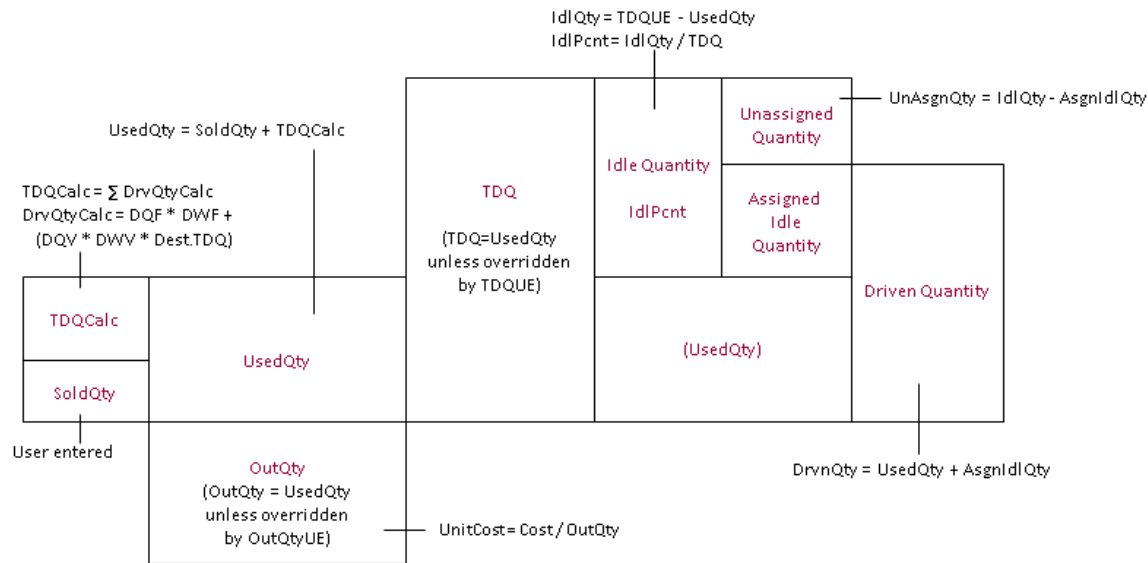 IdlQty = TDQUE - UsedQty
IdlPcnt = IdlQty / TDQ
UnAsgnQty = IdlQty - AsgnIdlQty
Unassigned
Quantity
UsedQty = SoldQty + TDQCalc
Idle Quantity
IdlPcnt
TDQCalc = ∑ DrvQtyCalc
DrvQtyCalc = DQF * DWF +
(DQV * DWV * Dest.TDQ)
TDQ
(TDQ=UsedQty
unless overridden
by TDQUE)
Assigned
Idle
Quantity
Driven Quantity
TDQCalc
UsedQty
(UsedQty)
SoldQty
User entered
OutQty
(OutQty = UsedQty
unless overridden
by OutQtyUE)
DrvnQty = UsedQty + AsgnIdlQty
UnitCost = Cost / OutQty